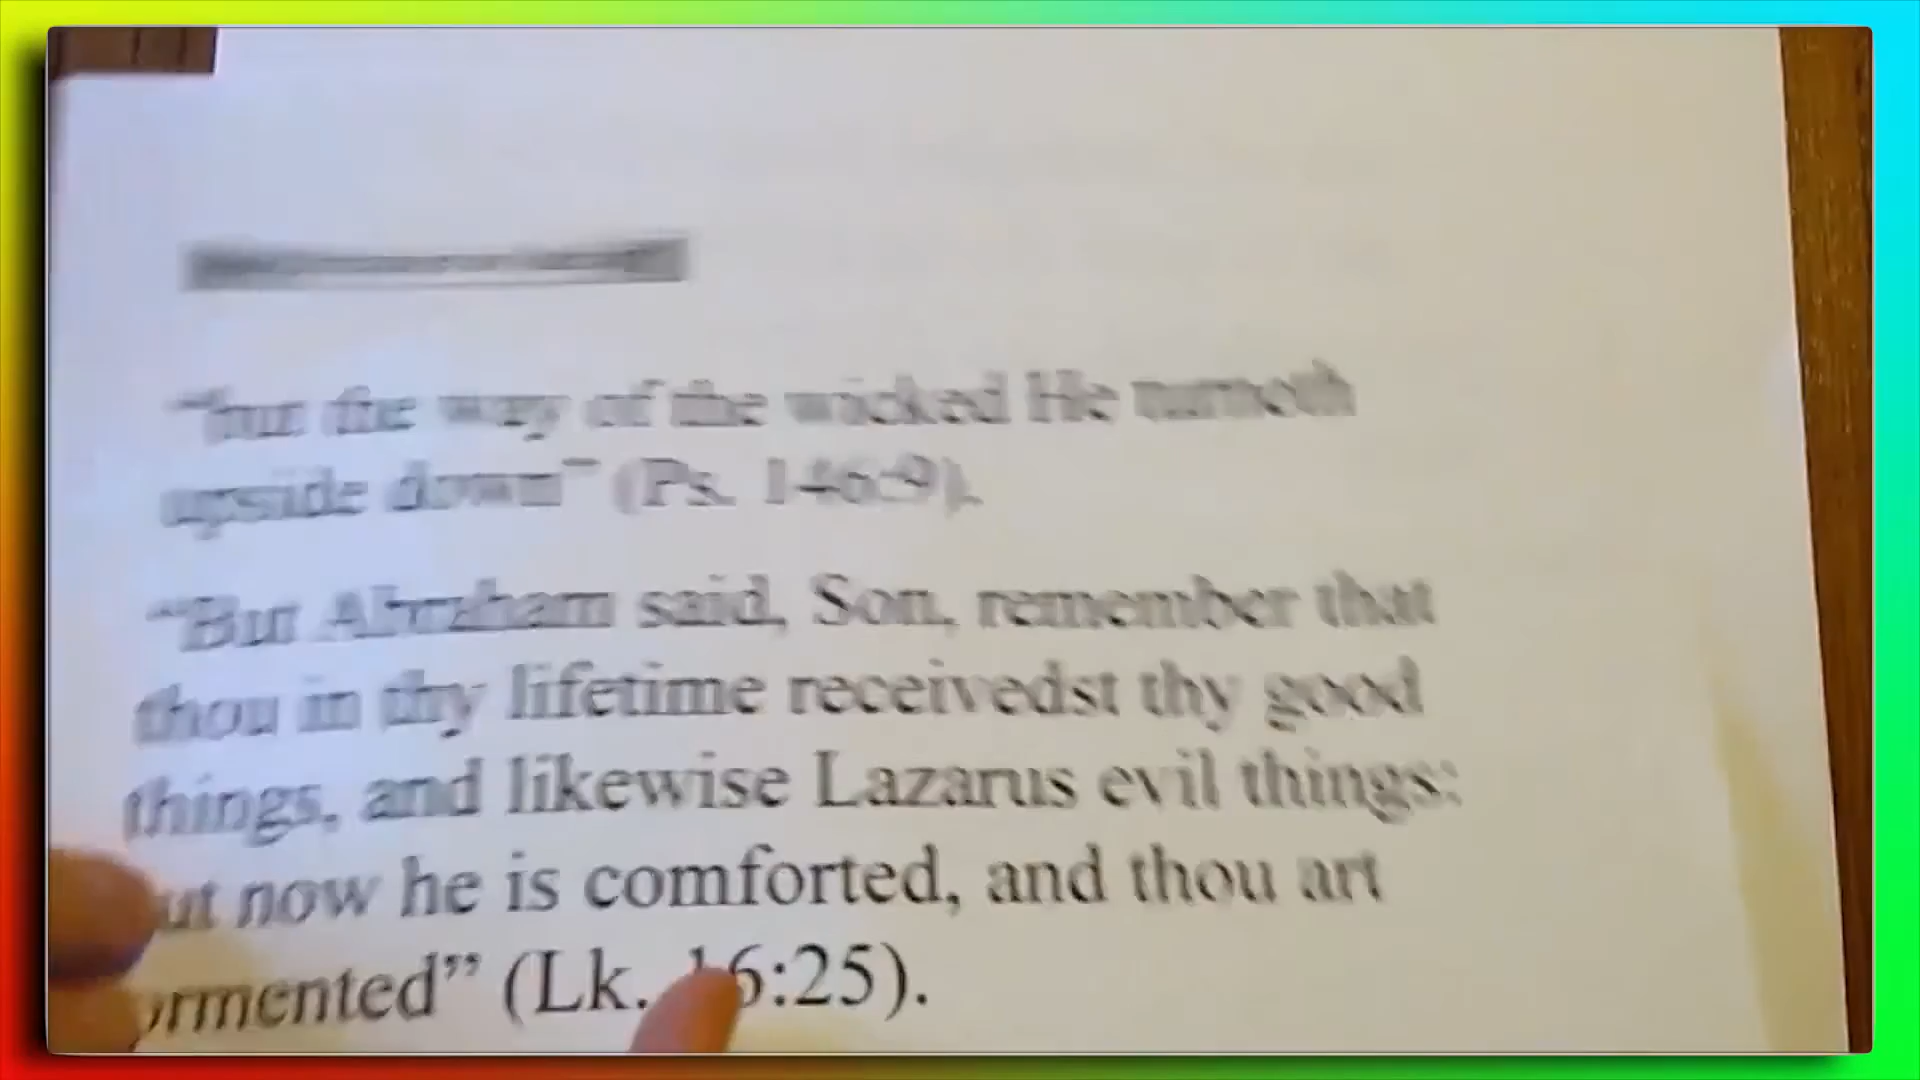 “but the way of the wicked He turneth
upside down” (Ps. 146:9).
“But Abraham said, Son, remember that
thou in thy lifetime receivedst thy good
things, and likewise Lazarus evil things:
ut now he is comforted, and thou art
ormented” (Lk. 16:25).